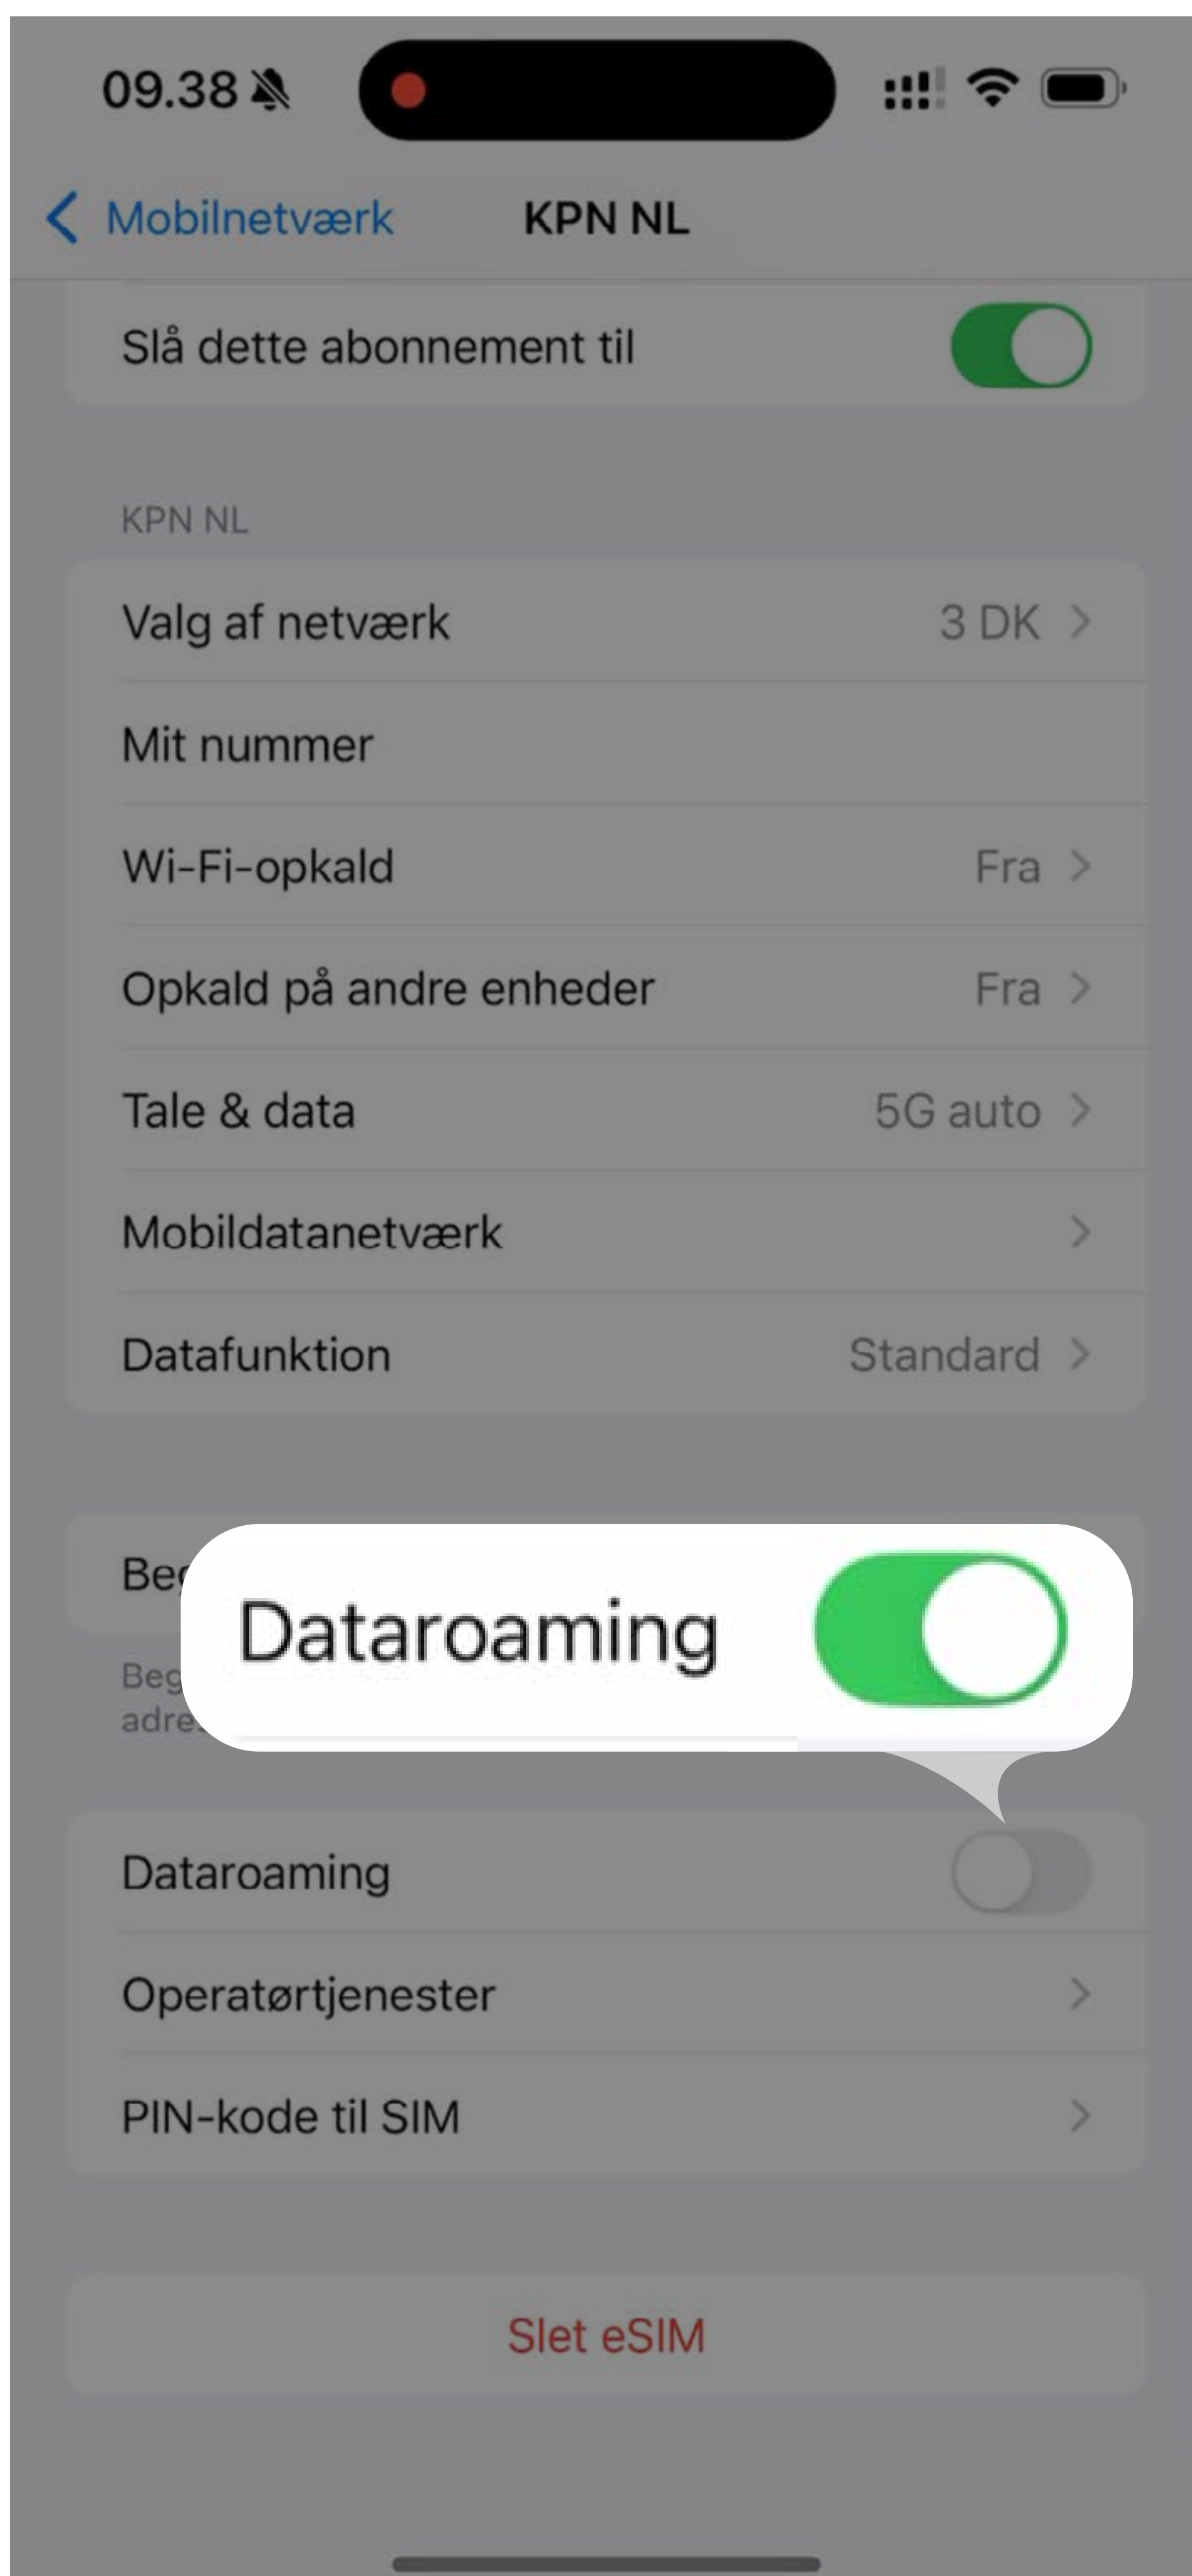 09.38
Mobilnetværk
KPN NL
Slå dette abonnement til
KPN NL
Valg af netværk 3 DK
Mit nummer
Wi-Fi-opkald Fra
Opkald på andre enheder Fra
Tale & data 5G auto
Mobildatanetværk
Datafunktion Standard
Dataroaming
Dataroaming
Operatørtjenester
PIN-kode til SIM
Slet eSIM